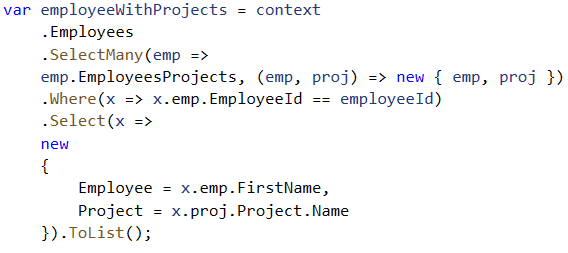 var employeeWithProjects = context
    .Employees
    .SelectMany(emp =>
    emp.EmployeesProjects, (emp, proj) => new { emp, proj })
    .Where(x => x.emp.EmployeeId == employeeId)
    .Select(x =>
    new
    {
        Employee = x.emp.FirstName,
        Project = x.proj.Project.Name
    }).ToList();